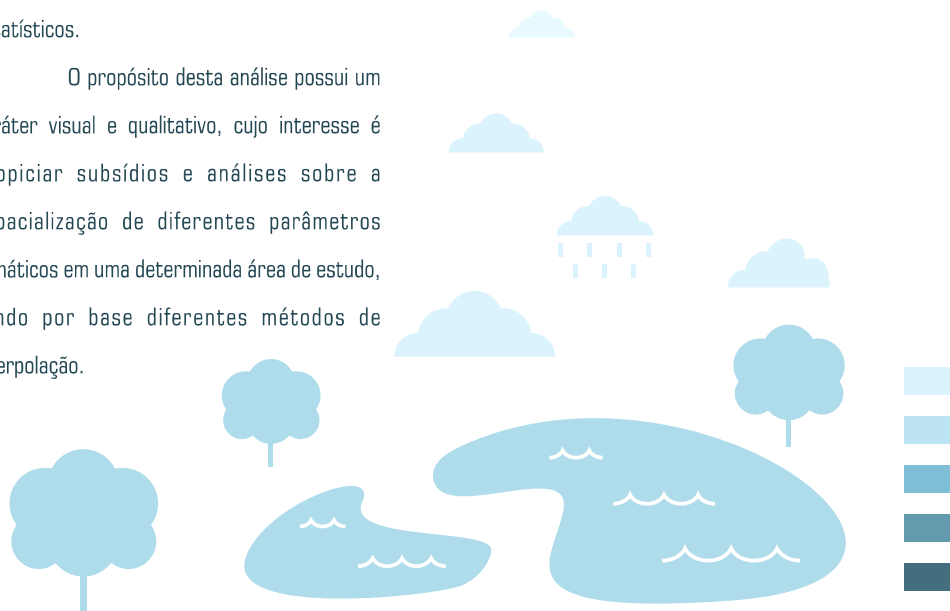 atísticos.
O propósito desta análise possui um
áter visual e qualitativo, cujo interesse é
opiciar subsídios e análises sobre a
pacialização de diferentes parâmetros
máticos em uma determinada área de estudo,
ndo por base diferentes métodos de
erpolação.